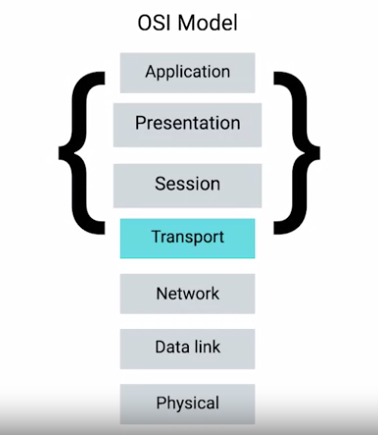 OSI Model
Application
Presentation
Session
Transport
Network
Data link
Physical